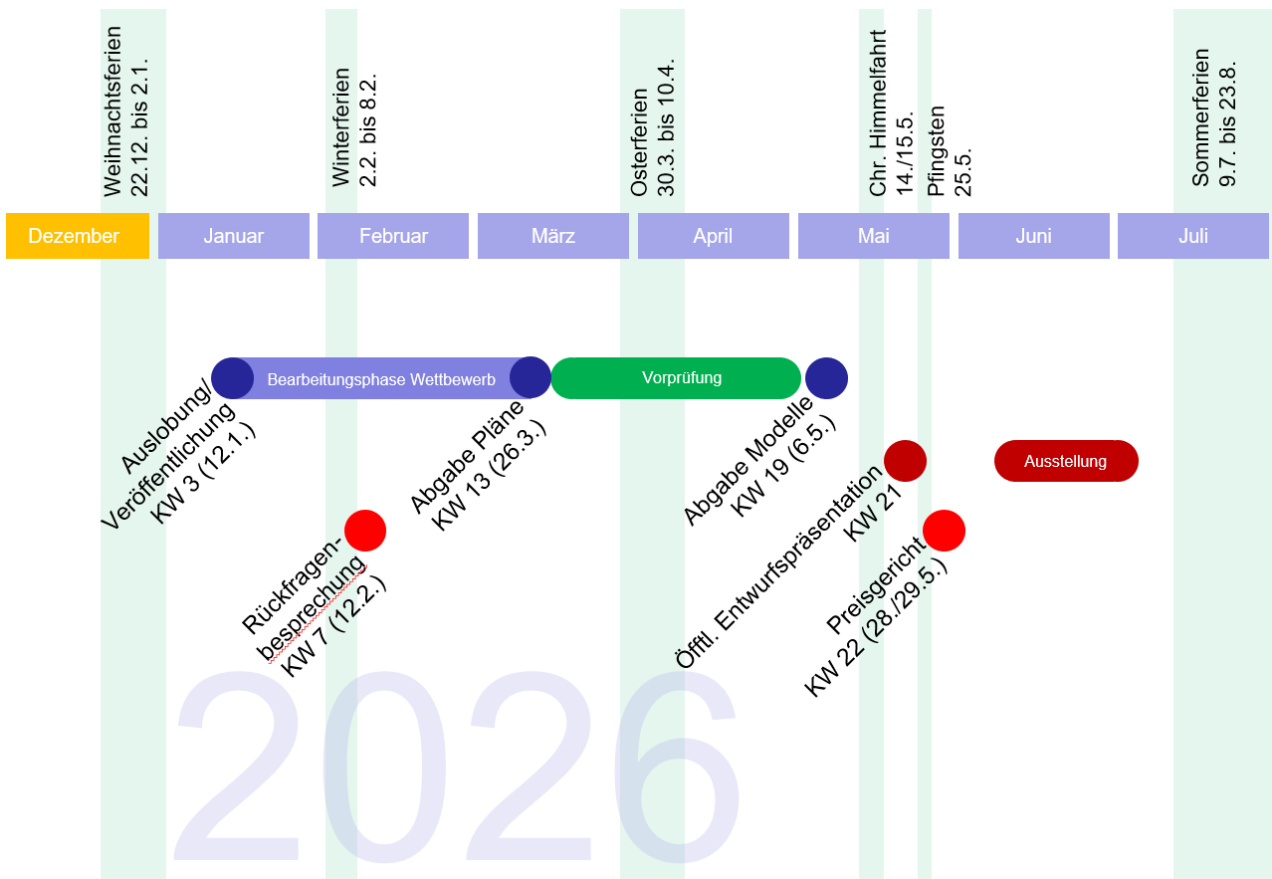 Weihnachtsferien
22.12. bis 2.1.
Winterferien
2.2. bis 8.2.
Osterferien
30.3. bis 10.4.
Chr. Himmelfahrt
14./15.5.
Pfingsten
25.5.
Sommerferien
9.7. bis 23.8.
Dezember
Januar
Februar
März
April
Mai
Juni
Juli
Bearbeitungsphase Wettbewerb
Vorprüfung
Auslobung/
Veröffentlichung
KW 3 (12.1.)
Abgabe Pläne
KW 13 (26.3.)
Abgabe Modelle
KW 19 (6.5.)
Öfftl. Entwurfspräsentation
KW 21
Ausstellung
Rückfragen-
besprechung
KW 7 (12.2.)
Preisgericht
KW 22 (28./29.5.)
2026